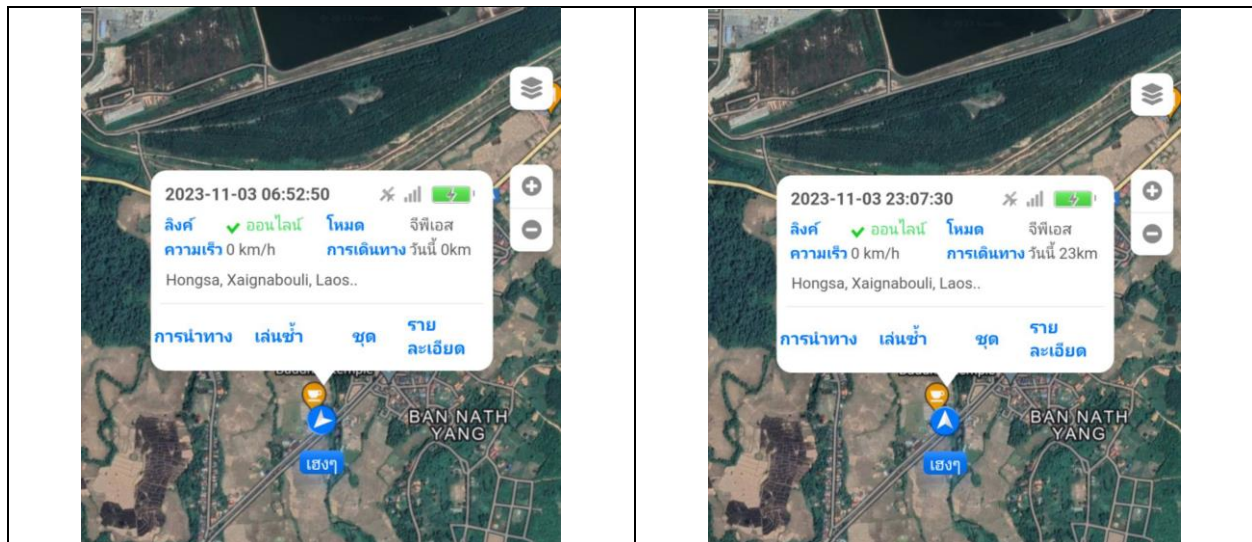 2023-11-03 06:52:50
ลิงค์ ออนไลน์ โหมด จีพีเอส
ความเร็ว 0 km/h การเดินทาง วันนี้ 0km
Hongsa, Xaignabouli, Laos..
การนำทาง เล่นซ้ำ ชุด ราย
ละเอียด
BAN NATH
YANG
เฮงๆ
2023-11-03 23:07:30
ลิงค์ ออนไลน์ โหมด จีพีเอส
ความเร็ว 0 km/h การเดินทาง วันนี้ 23km
Hongsa, Xaignabouli, Laos..
การนำทาง เล่นซ้ำ ชุด ราย
ละเอียด
BAN NATH
YANG
เฮงๆ